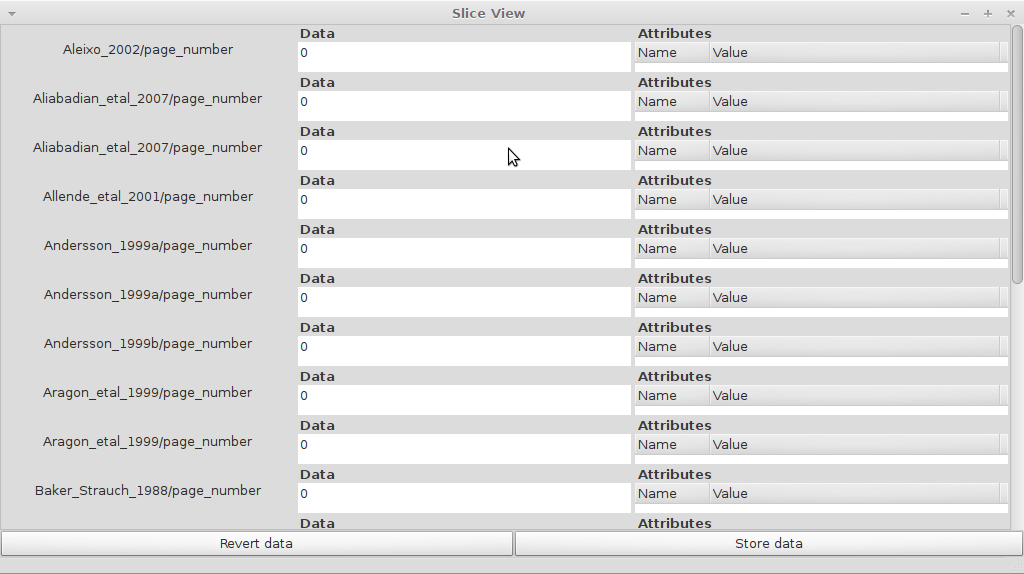 Slice View
Data Attributes
Aleixo_2002/page_number 0 Name Value
Data Attributes
Aliabadian_etal_2007/page_number 0 Name Value
Data Attributes
Aliabadian_etal_2007/page_number 0 Name Value
Data Attributes
Allende_etal_2001/page_number 0 Name Value
Data Attributes
Andersson_1999a/page_number 0 Name Value
Data Attributes
Andersson_1999a/page_number 0 Name Value
Data Attributes
Andersson_1999b/page_number 0 Name Value
Data Attributes
Aragon_etal_1999/page_number 0 Name Value
Data Attributes
Aragon_etal_1999/page_number 0 Name Value
Data Attributes
Baker_Strauch_1988/page_number 0 Name Value
Data Attributes
Revert data Store data